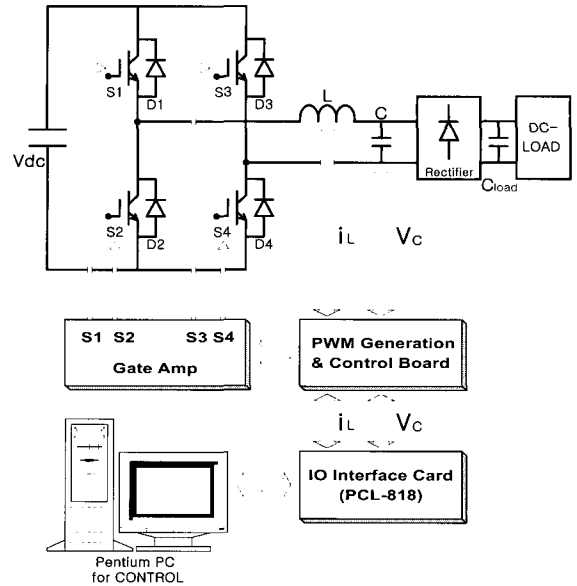 S1
D1
S3
D3
L
C
Vdc
Rectifier
DC-
LOAD
Cload
S2
D2
S4
D4
iL
VC
S1 S2 S3 S4
Gate Amp
PWM Generation
& Control Board
iL
VC
IO Interface Card
(PCL-818)
Pentium PC
for CONTROL